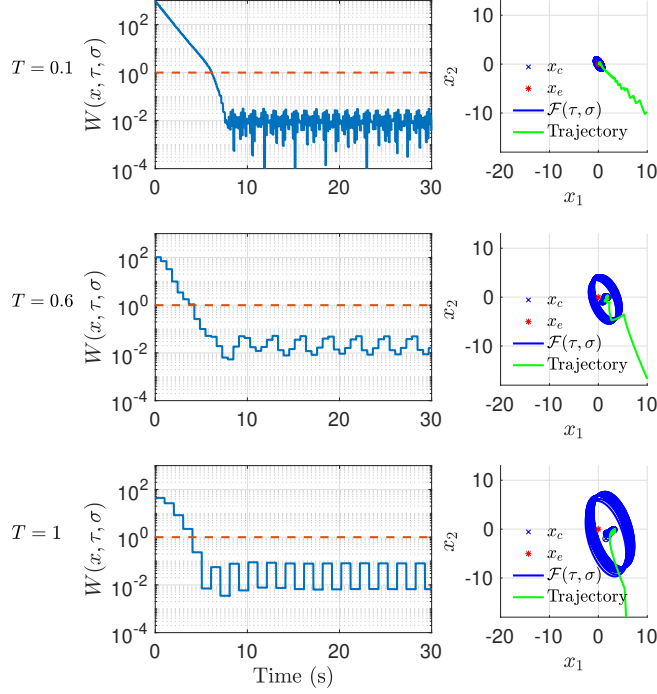 T = 0.1
W(x, τ, σ)
10^2
10^0
10^-2
10^-4
0 10 20 30
x_2
10
0
-10
-20 -10 0 10
x_1
x_c
x_e
F(τ, σ)
Trajectory
T = 0.6
W(x, τ, σ)
10^2
10^0
10^-2
10^-4
0 10 20 30
x_2
10
0
-10
-20 -10 0 10
x_1
x_c
x_e
F(τ, σ)
Trajectory
T = 1
W(x, τ, σ)
10^2
10^0
10^-2
10^-4
0 10 20 30
Time (s)
x_2
10
0
-10
-20 -10 0 10
x_1
x_c
x_e
F(τ, σ)
Trajectory